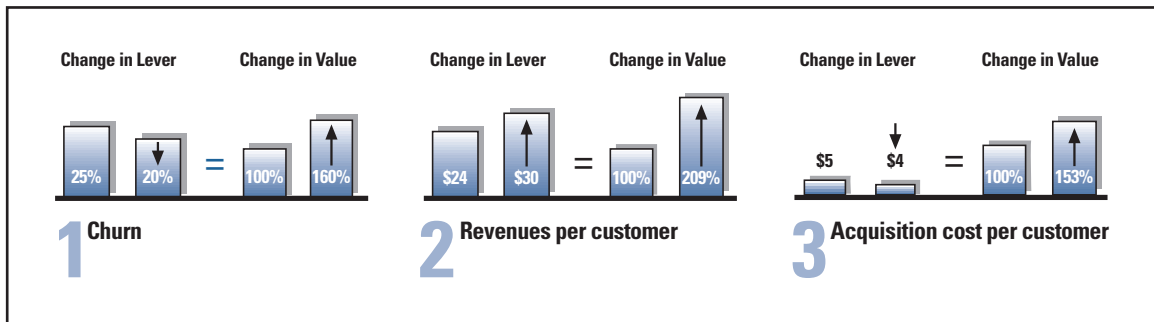 Change in Lever Change in Value
25% 20% = 100% 160%
1 Churn
Change in Lever Change in Value
$24 $30 = 100% 209%
2 Revenues per customer
Change in Lever Change in Value
$5 $4 = 100% 153%
3 Acquisition cost per customer